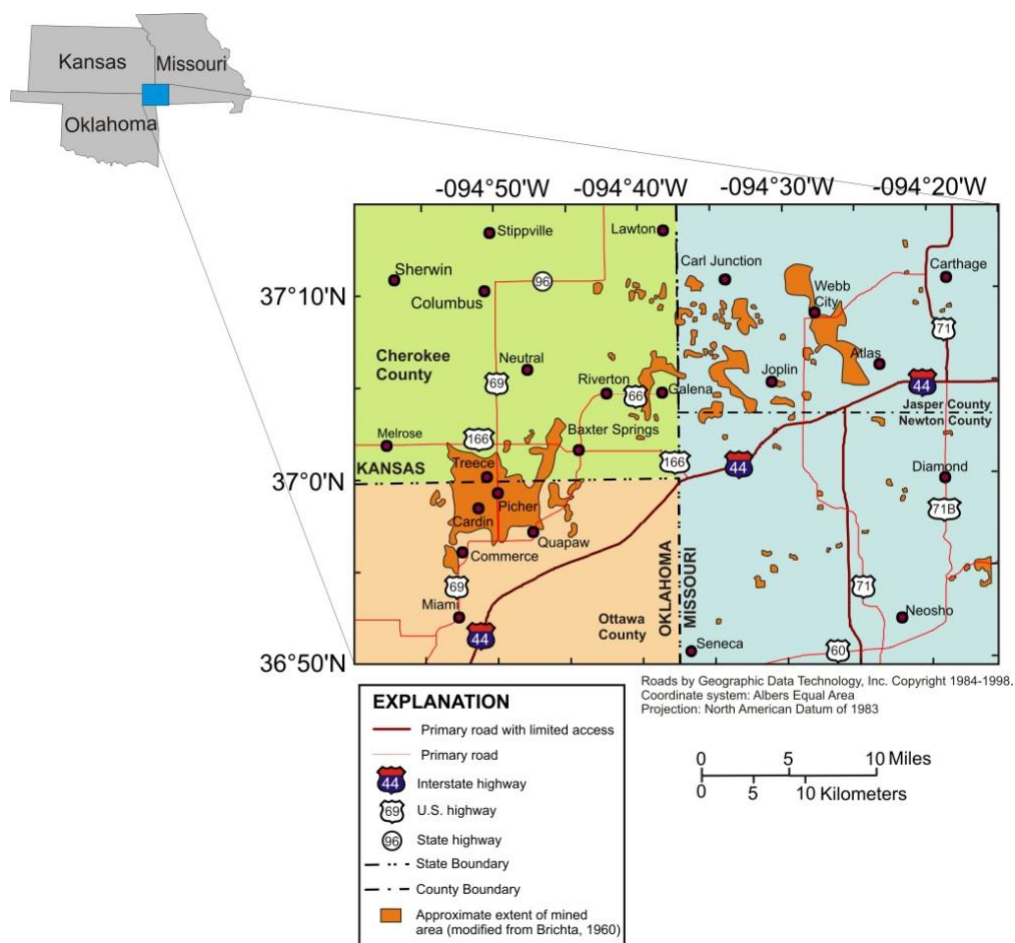 Kansas
Missouri
Oklahoma
-094°50'W
-094°40'W
-094°30'W
-094°20'W
37°10'N
37°0'N
36°50'N
Stippville
Lawton
Sherwin
Columbus
96
Carl Junction
Webb
City
Carthage
71
Cherokee
County
Neutral
69
Riverton
66
Galena
Joplin
Atlas
44
Jasper County
Newton County
Melrose
166
Baxter Springs
KANSAS
Treece
166
44
Diamond
71B
Picher
Cardin
Quapaw
Commerce
69
Miami
44
Ottawa
County
OKLAHOMA
MISSOURI
71
Neosho
Seneca
60
Roads by Geographic Data Technology, Inc. Copyright 1984-1998.
Coordinate system: Albers Equal Area
Projection: North American Datum of 1983
0 5 10 Miles
0 5 10 Kilometers
EXPLANATION
Primary road with limited access
Primary road
44 Interstate highway
69 U.S. highway
96 State highway
State Boundary
County Boundary
Approximate extent of mined
area (modified from Brichta, 1960)